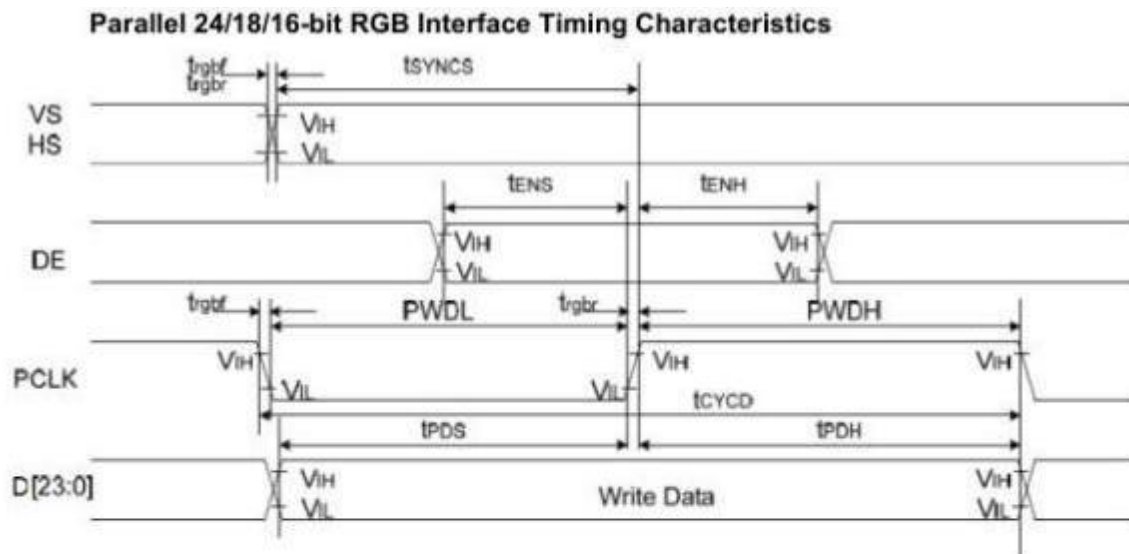 Parallel 24/18/16-bit RGB Interface Timing Characteristics
trgbf
trgbr
tSYNCS
VS
HS
VIH
VIL
tENS
tENH
DE
VIH
VIL
VIH
VIL
trgbf
PWDL
trgbr
PWDH
PCLK
VIH
VIL
VIL
VIH
VIH
tCYCD
tPDS
tPDH
D[23:0]
VIH
VIL
Write Data
VIH
VIL